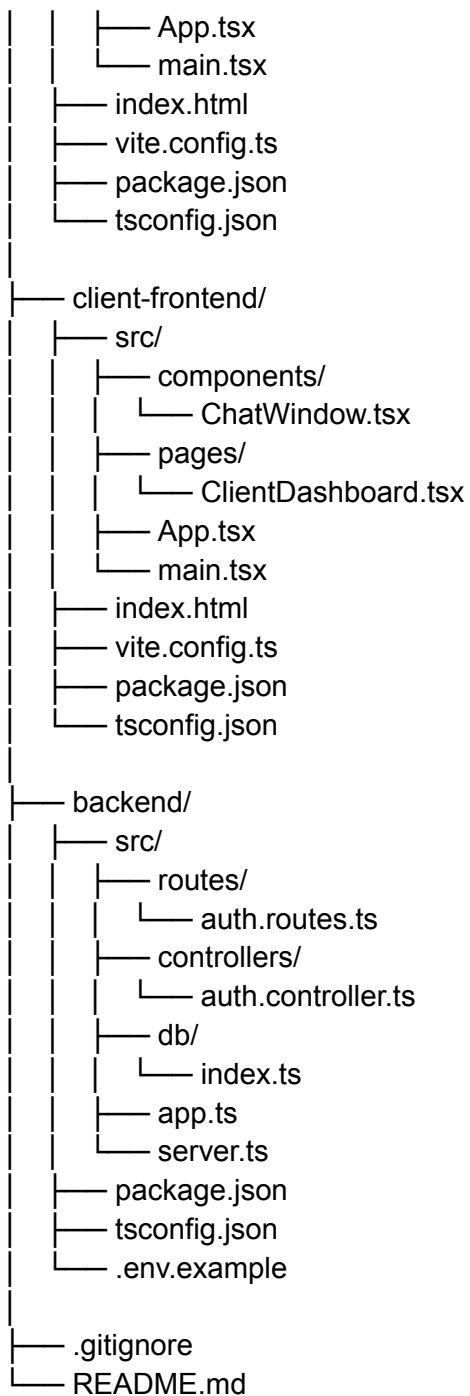 │   │   ├── App.tsx
│   │   └── main.tsx
│   ├── index.html
│   ├── vite.config.ts
│   ├── package.json
│   └── tsconfig.json
│
├── client-frontend/
│   ├── src/
│   │   ├── components/
│   │   │   └── ChatWindow.tsx
│   │   ├── pages/
│   │   │   └── ClientDashboard.tsx
│   │   ├── App.tsx
│   │   └── main.tsx
│   ├── index.html
│   ├── vite.config.ts
│   ├── package.json
│   └── tsconfig.json
│
├── backend/
│   ├── src/
│   │   ├── routes/
│   │   │   └── auth.routes.ts
│   │   ├── controllers/
│   │   │   └── auth.controller.ts
│   │   ├── db/
│   │   │   └── index.ts
│   │   ├── app.ts
│   │   └── server.ts
│   ├── package.json
│   ├── tsconfig.json
│   └── .env.example
│
├── .gitignore
└── README.md